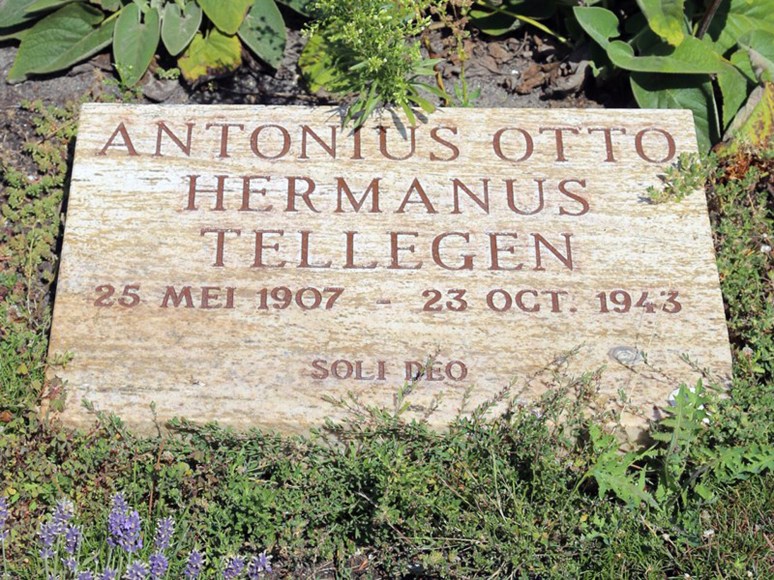 ANTONIUS OTTO
HERMANUS
TELLEGEN
25 MEI 1907 - 23 OCT. 1943
SOLI DEO